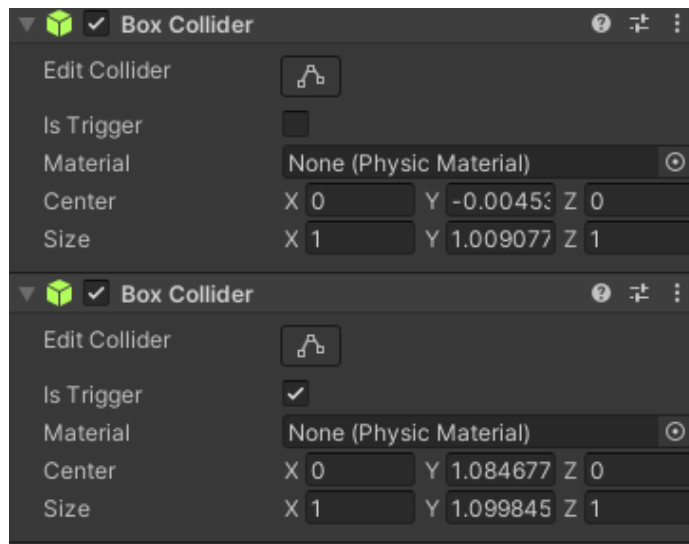 Box Collider
Edit Collider
Is Trigger
Material None (Physic Material)
Center X 0 Y -0.00453 Z 0
Size X 1 Y 1.009077 Z 1
Box Collider
Edit Collider
Is Trigger
Material None (Physic Material)
Center X 0 Y 1.084677 Z 0
Size X 1 Y 1.099845 Z 1